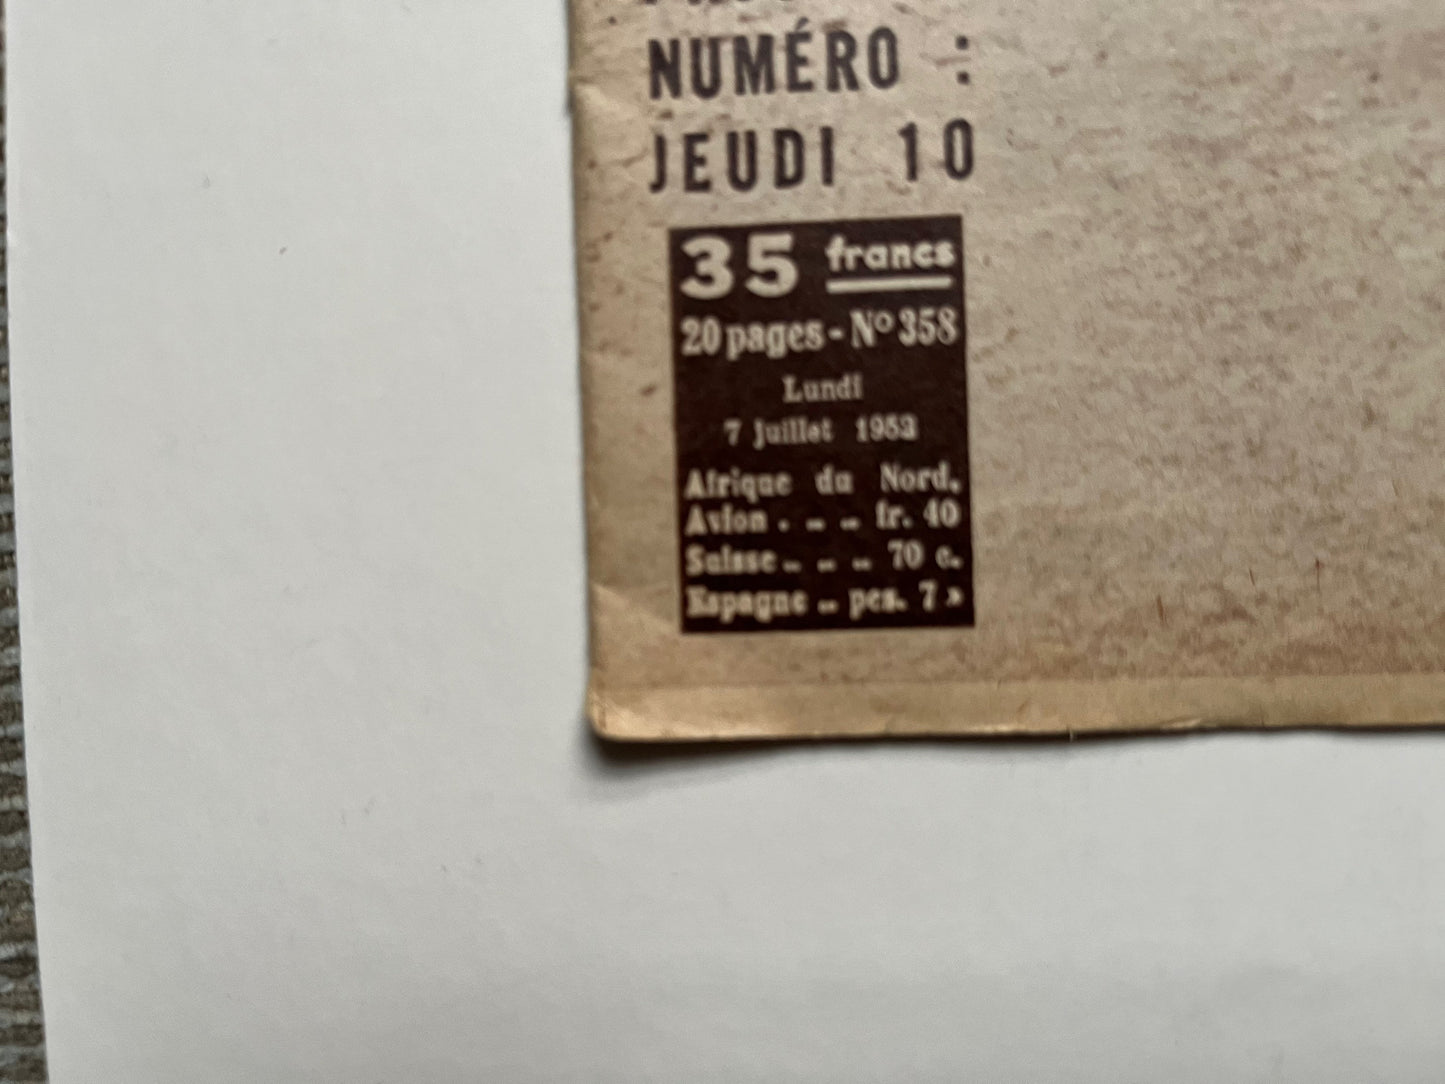 NUMÉRO :
JEUDI 10
35 francs
20 pages - N° 358
Lundi
7 juillet 1952
Afrique du Nord.
Avion . .. .. fr. 40
Suisse .. .. .. 70 c.
Espagne .. pes. 7 »